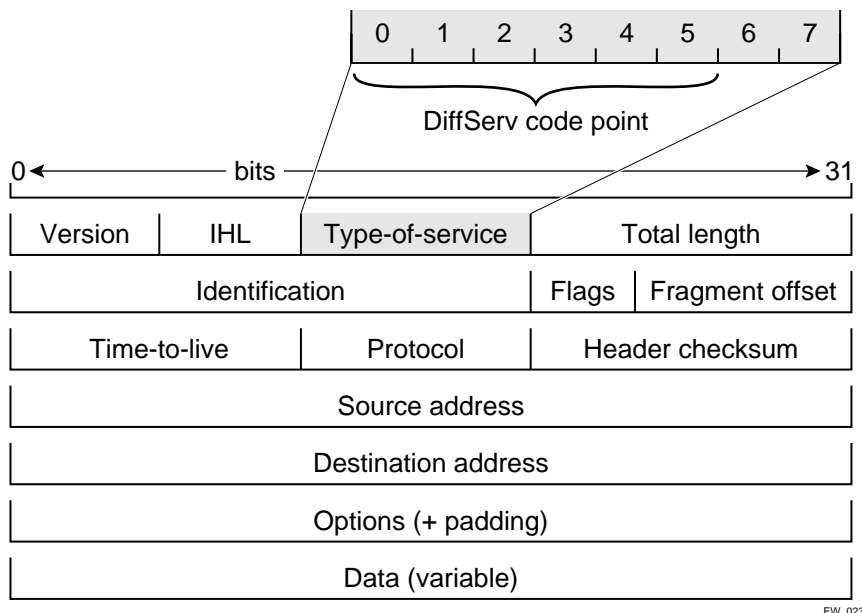 0 1 2 3 4 5 6 7
DiffServ code point
0 bits 31
Version IHL Type-of-service Total length
Identification Flags Fragment offset
Time-to-live Protocol Header checksum
Source address
Destination address
Options (+ padding)
Data (variable)